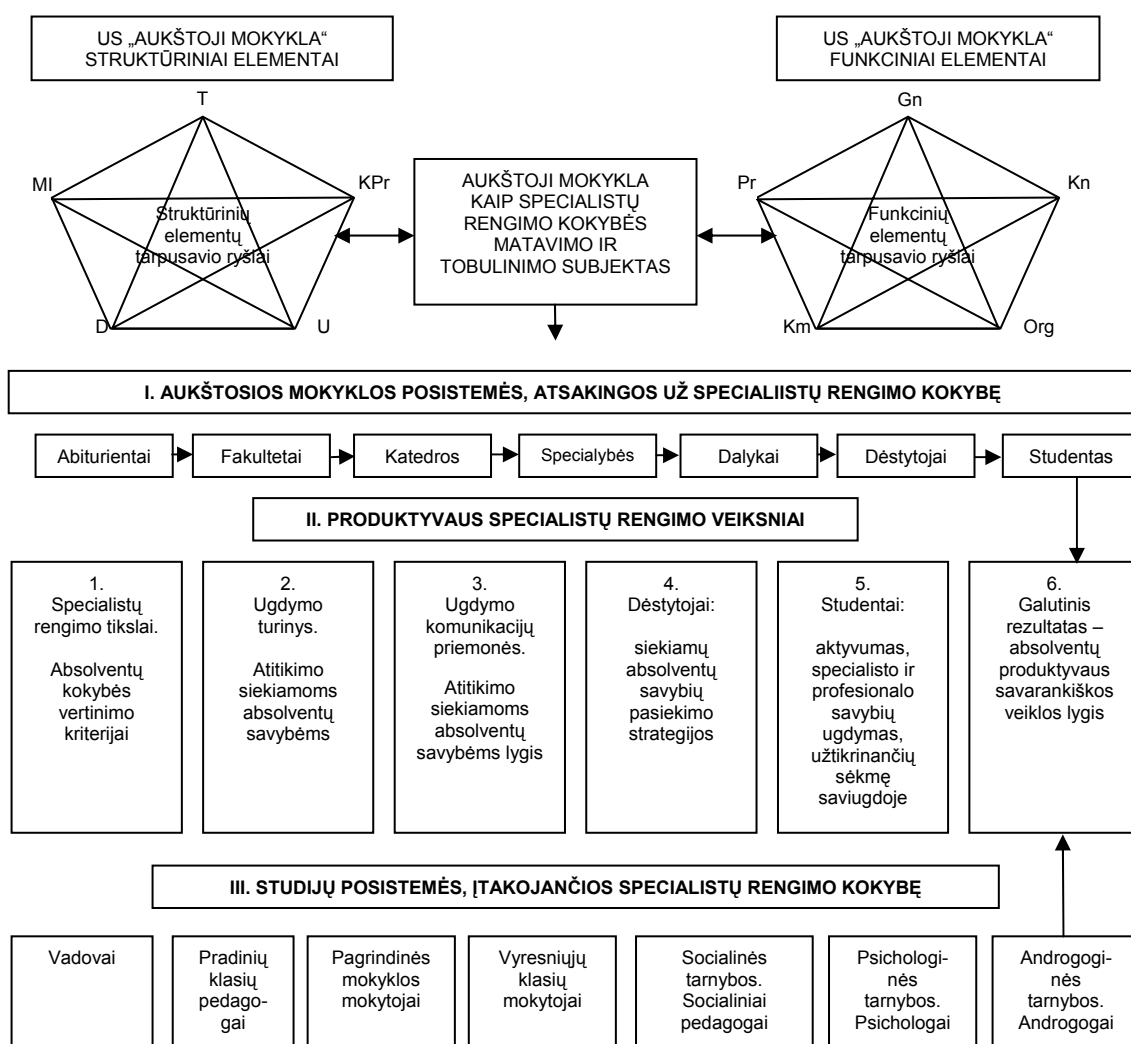 US „AUKŠTOJI MOKYKLA“
STRUKTŪRINIAI ELEMENTAI
US „AUKŠTOJI MOKYKLA“
FUNKCINIAI ELEMENTAI
T
MI
KPr
Struktūrinių
elementų
tarpusavio ryšiai
D
U
AUKŠTOJI MOKYKLA
KAIP SPECIALISTŲ
RENGIMO KOKYBĖS
MATAVIMO IR
TOBULINIMO SUBJEKTAS
Gn
Pr
Kn
Funkcinių
elementų
tarpusavio ryšiai
Km
Org
I. AUKŠTOSIOS MOKYKLOS POSISTEMĖS, ATSAKINGOS UŽ SPECIALIISTŲ RENGIMO KOKYBĘ
Abiturientai
Fakultetai
Katedros
Specialybės
Dalykai
Dėstytojai
Studentas
II. PRODUKTYVAUS SPECIALISTŲ RENGIMO VEIKSNIAI
1.
Specialistų
rengimo tikslai.
Absolventų
kokybės
vertinimo
kriterijai
2.
Ugdymo
turinys.
Atitikimo
siekiamoms
absolventų
savybėms
3.
Ugdymo
komunikacijų
priemonės.
Atitikimo
siekiamoms
absolventų
savybėms lygis
4.
Dėstytojai:
siekiamų
absolventų
savybių
pasiekimo
strategijos
5.
Studentai:
aktyvumas,
specialisto ir
profesionalo
savybių
ugdymas,
užtikrinančių
sėkmę
saviugdoje
6.
Galutinis
rezultatas –
absolventų
produktyvaus
savarankiškos
veiklos lygis
III. STUDIJŲ POSISTEMĖS, ĮTAKOJANČIOS SPECIALISTŲ RENGIMO KOKYBĘ
Vadovai
Pradinių
klasių
pedago-
gai
Pagrindinės
mokyklos
mokytojai
Vyresniųjų
klasių
mokytojai
Socialinės
tarnybos.
Socialiniai
pedagogai
Psichologi-
nės
tarnybos.
Psichologai
Androgogi-
nės
tarnybos.
Androgogai